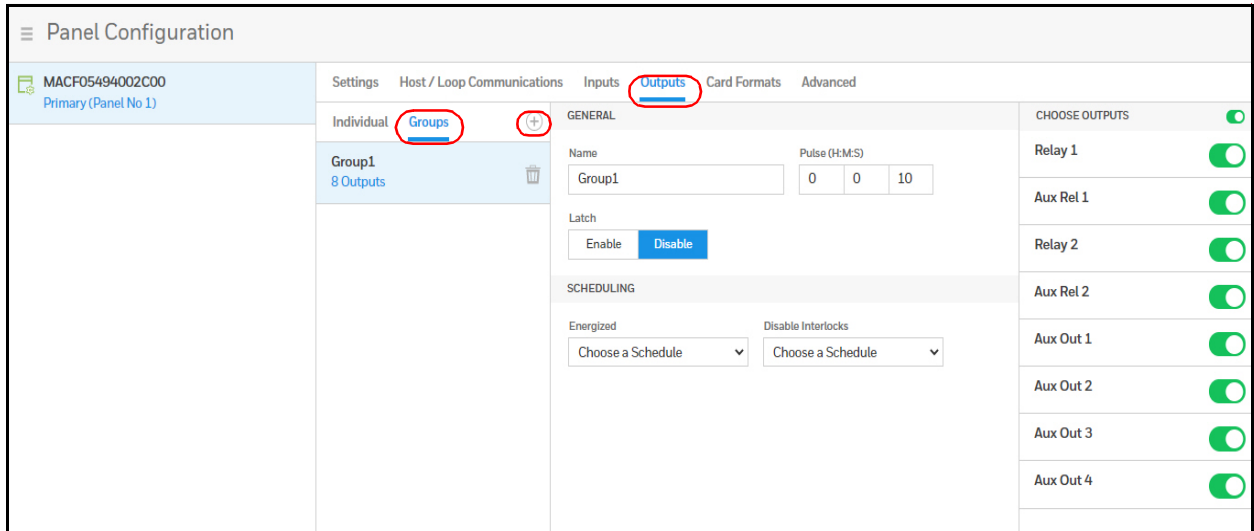 Panel Configuration
MACF05494002C00
Primary (Panel No 1)
Settings Host / Loop Communications Inputs Outputs Card Formats Advanced
Individual Groups
Group1
8 Outputs
GENERAL
Name Pulse (H:M:S)
Group1 0 0 10
Latch
Enable Disable
SCHEDULING
Energized Disable Interlocks
Choose a Schedule Choose a Schedule
CHOOSE OUTPUTS
Relay 1
Aux Rel 1
Relay 2
Aux Rel 2
Aux Out 1
Aux Out 2
Aux Out 3
Aux Out 4